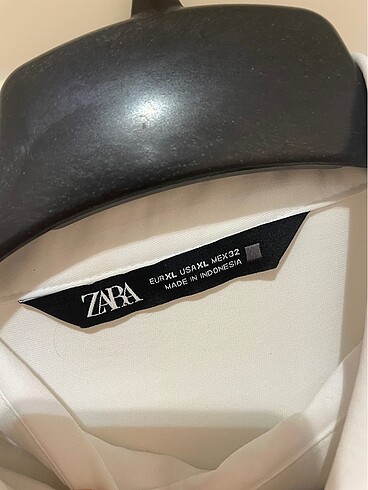 ZARA
EUR XL USA XL MEX 32
MADE IN INDONESIA